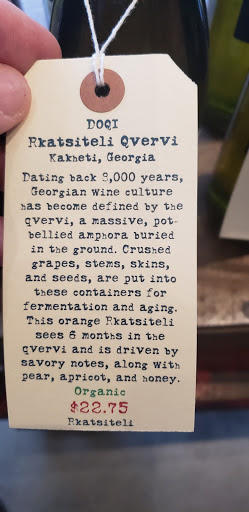 DOQI
Rkatsiteli Qvervi
Kakheti, Georgia
Dating back 8,000 years,
Georgian wine culture
has become defined by the
qvervi, a massive, pot-
bellied amphora buried
in the ground. Crushed
grapes, stems, skins,
and seeds, are put into
these containers for
fermentation and aging.
This orange Rkatsiteli
sees 6 months in the
qvervi and is driven by
savory notes, along with
pear, apricot, and honey.
Organic
$22.75
Rkatsiteli